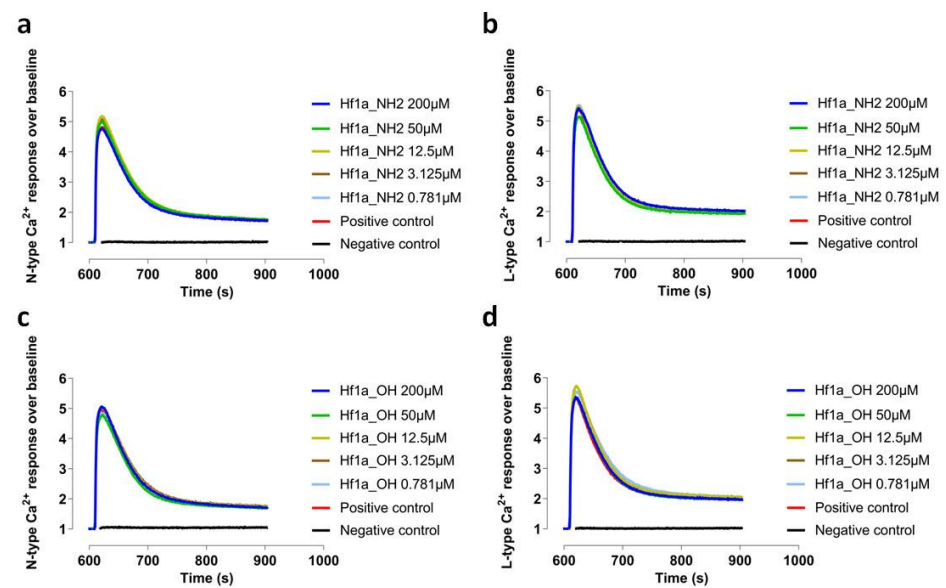 a
N-type Ca²⁺ response over baseline
6
5
4
3
2
1
600 700 800 900 1000
Time (s)
Hf1a_NH2 200µM
Hf1a_NH2 50µM
Hf1a_NH2 12.5µM
Hf1a_NH2 3.125µM
Hf1a_NH2 0.781µM
Positive control
Negative control
b
L-type Ca²⁺ response over baseline
6
5
4
3
2
1
600 700 800 900 1000
Time (s)
Hf1a_NH2 200µM
Hf1a_NH2 50µM
Hf1a_NH2 12.5µM
Hf1a_NH2 3.125µM
Hf1a_NH2 0.781µM
Positive control
Negative control
c
N-type Ca²⁺ response over baseline
6
5
4
3
2
1
600 700 800 900 1000
Time (s)
Hf1a_OH 200µM
Hf1a_OH 50µM
Hf1a_OH 12.5µM
Hf1a_OH 3.125µM
Hf1a_OH 0.781µM
Positive control
Negative control
d
L-type Ca²⁺ response over baseline
6
5
4
3
2
1
600 700 800 900 1000
Time (s)
Hf1a_OH 200µM
Hf1a_OH 50µM
Hf1a_OH 12.5µM
Hf1a_OH 3.125µM
Hf1a_OH 0.781µM
Positive control
Negative control